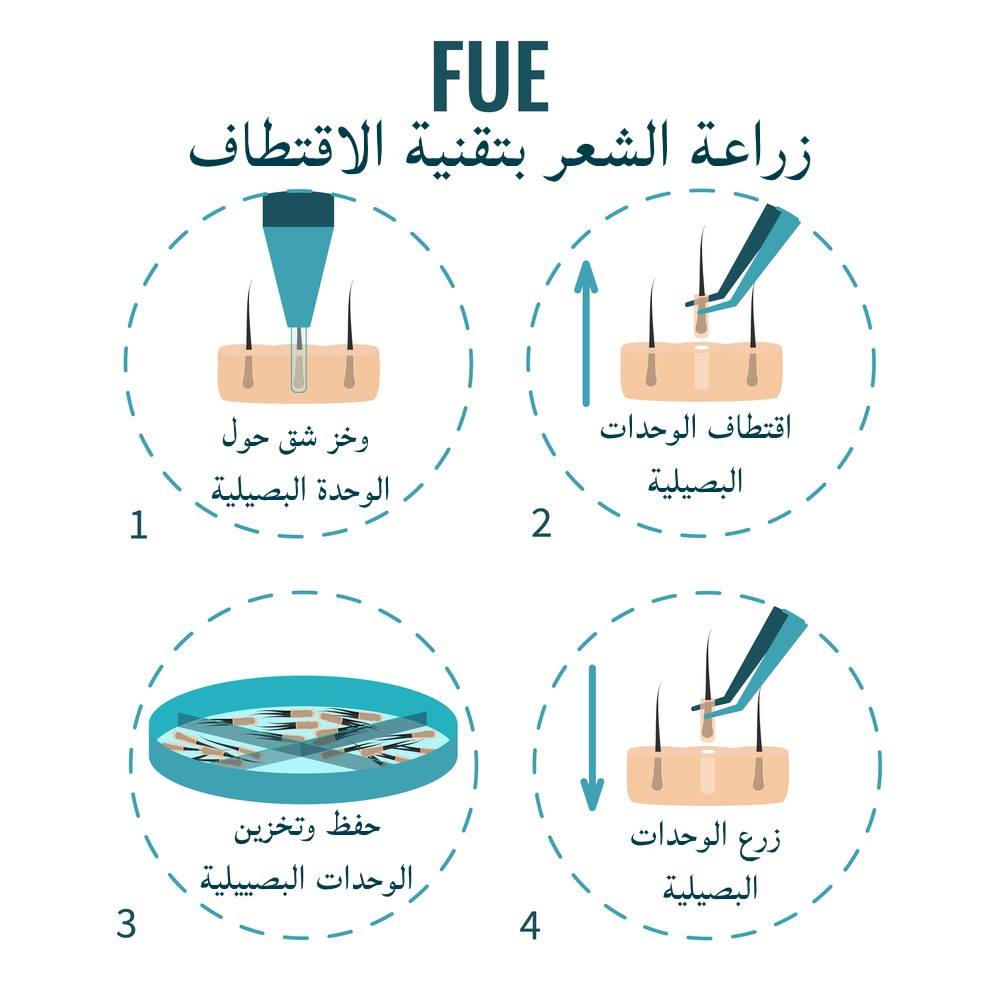 FUE
زراعة الشعر بتقنية الاقتطاف
وخز شق حول
الوحدة البصيلية
1
اقتطاف الوحدات
البصيلية
2
حفظ وتخزين
الوحدات البصييلية
3
زرع الوحدات
البصيلية
4